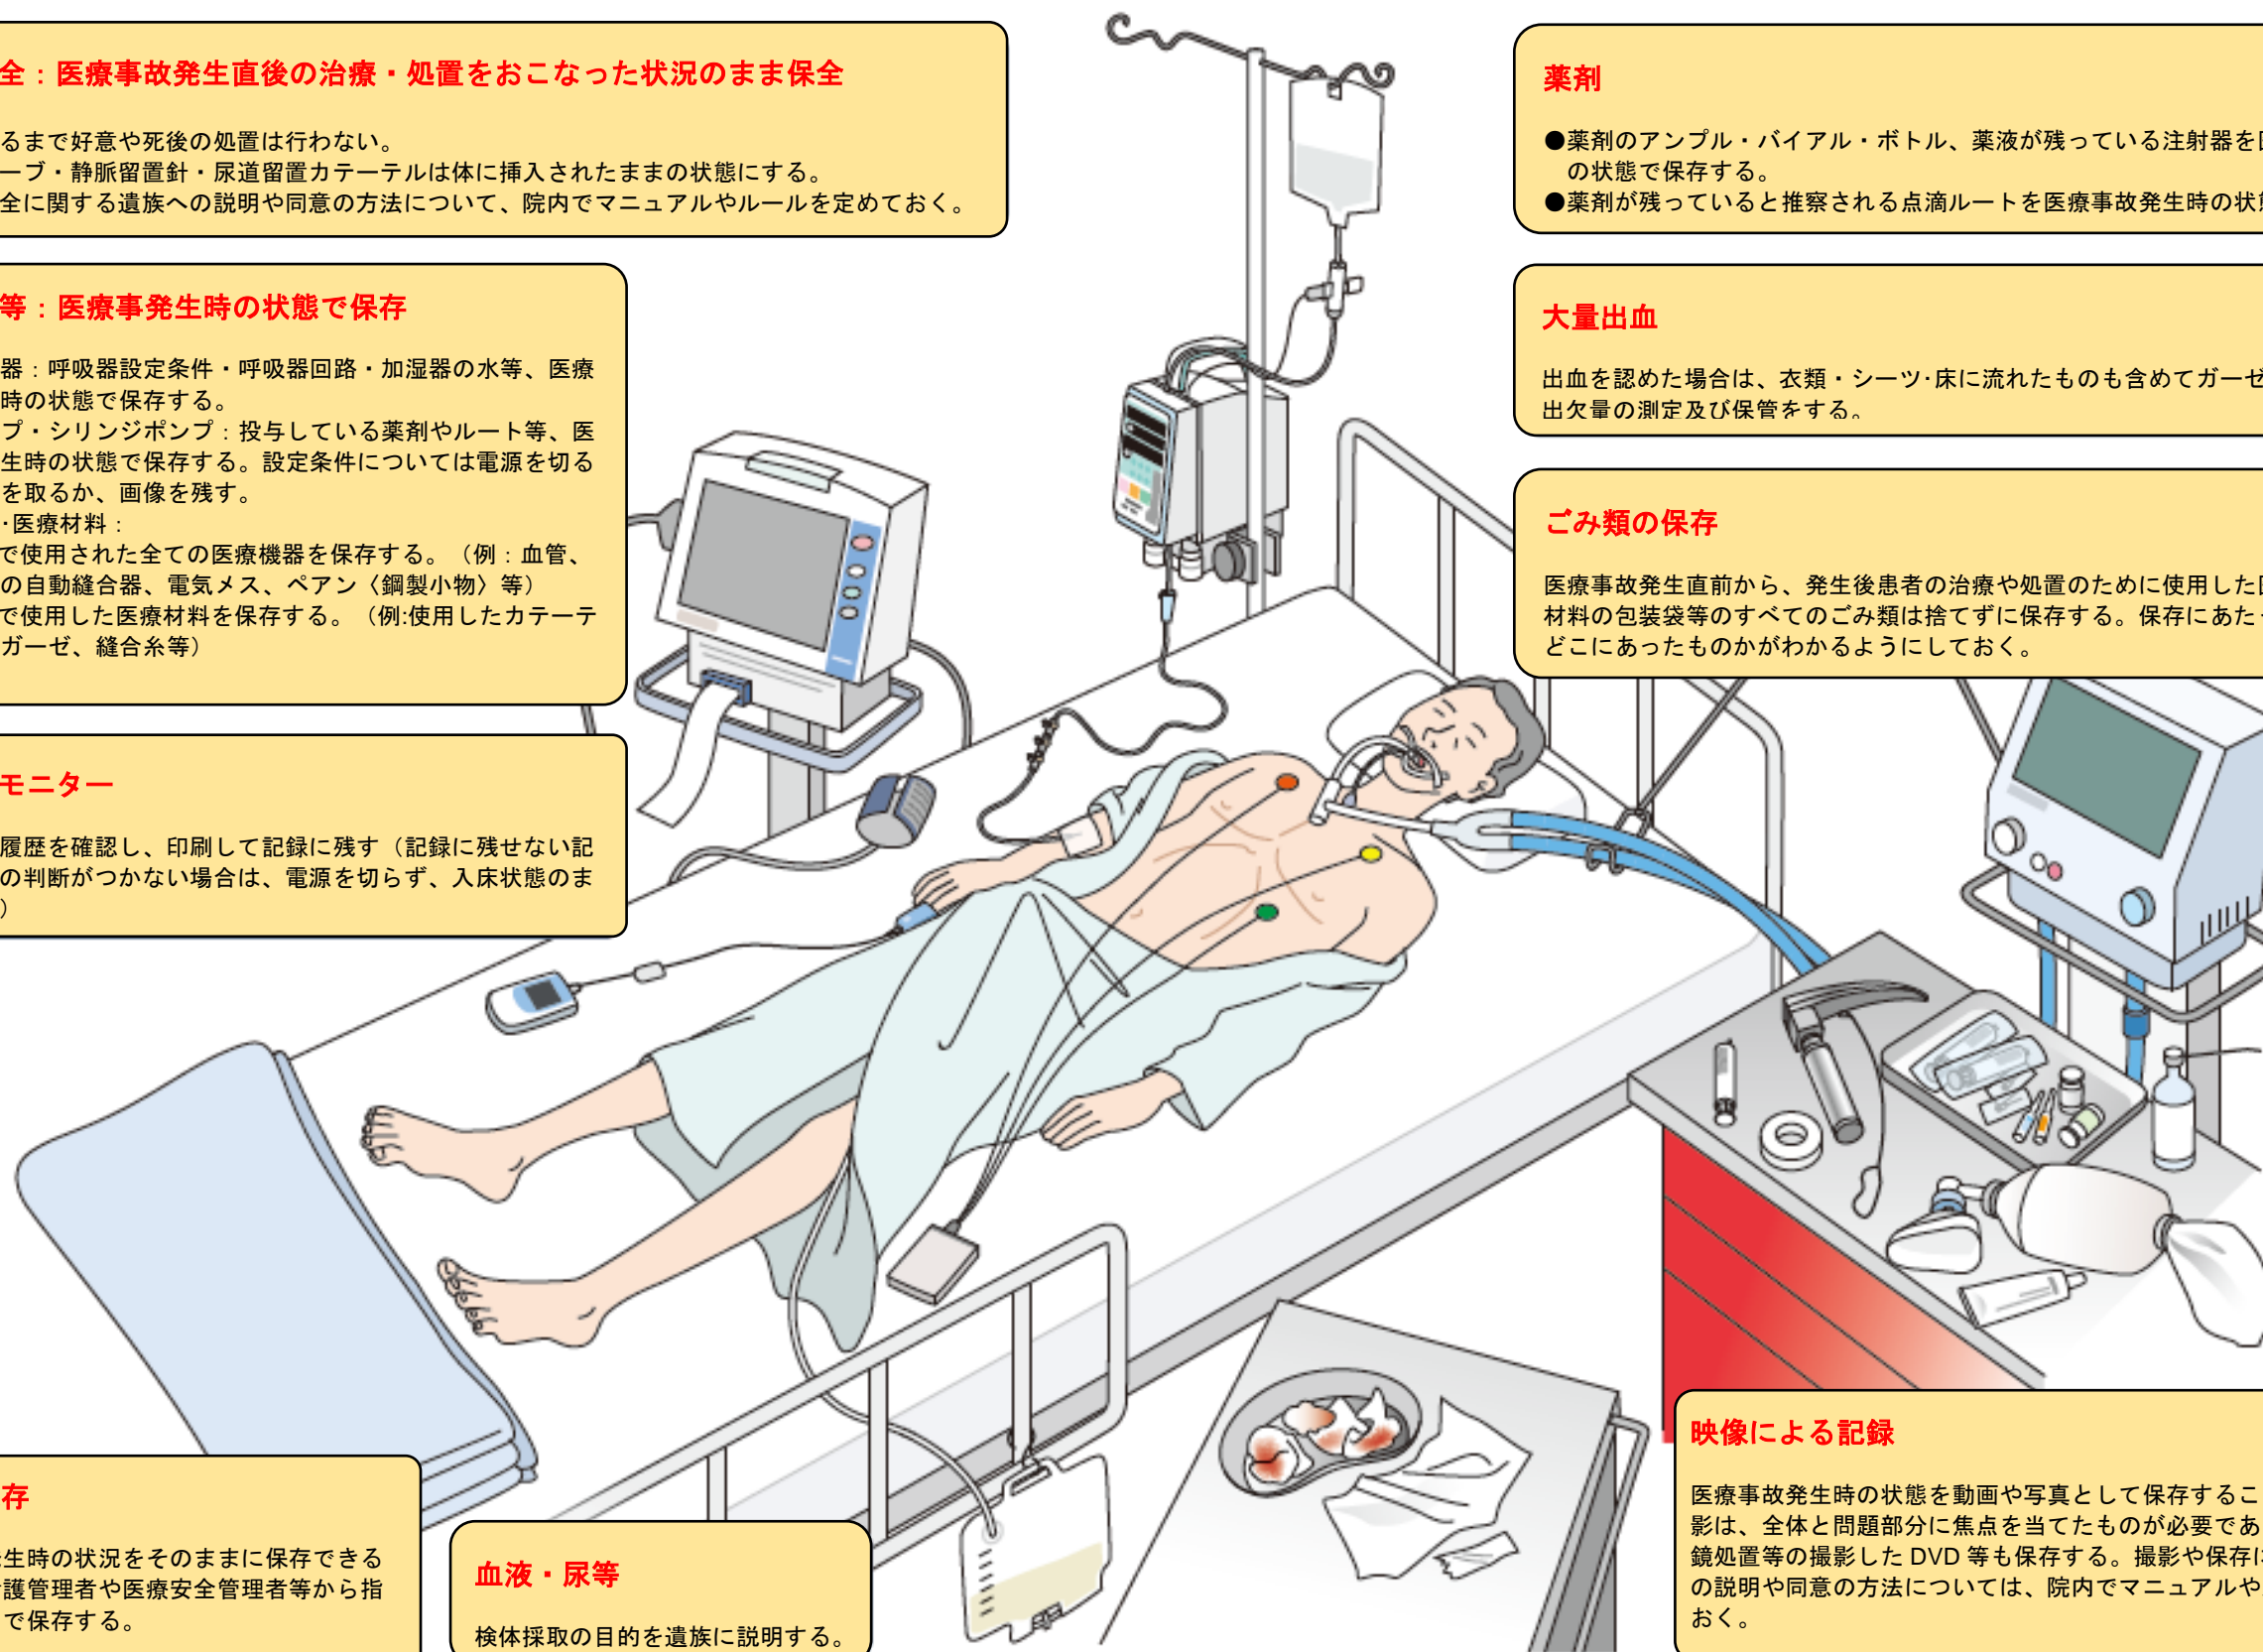 全：医療事故発生直後の治療・処置をおこなった状況のまま保全
るまで好意や死後の処置は行わない。
ーブ・静脈留置針・尿道留置カテーテルは体に挿入されたままの状態にする。
全に関する遺族への説明や同意の方法について、院内でマニュアルやルールを定めておく。
等：医療事発生時の状態で保存
器：呼吸器設定条件・呼吸器回路・加湿器の水等、医療
時の状態で保存する。
プ・シリンジポンプ：投与している薬剤やルート等、医
生時の状態で保存する。設定条件については電源を切る
を取るか、画像を残す。
・医療材料：
で使用された全ての医療機器を保存する。（例：血管、
の自動縫合器、電気メス、ペアン〈鋼製小物〉等）
で使用した医療材料を保存する。（例:使用したカテーテ
ガーゼ、縫合糸等）
モニター
履歴を確認し、印刷して記録に残す（記録に残せない記
の判断がつかない場合は、電源を切らず、入床状態のま
）
存
生時の状況をそのままに保存できる
護管理者や医療安全管理者等から指
で保存する。
血液・尿等
検体採取の目的を遺族に説明する。
薬剤
●薬剤のアンプル・バイアル・ボトル、薬液が残っている注射器を
の状態で保存する。
●薬剤が残っていると推察される点滴ルートを医療事故発生時の状
大量出血
出血を認めた場合は、衣類・シーツ･床に流れたものも含めてガーゼ
出欠量の測定及び保管をする。
ごみ類の保存
医療事故発生直前から、発生後患者の治療や処置のために使用した
材料の包装袋等のすべてのごみ類は捨てずに保存する。保存にあた
どこにあったものかがわかるようにしておく。
映像による記録
医療事故発生時の状態を動画や写真として保存するこ
影は、全体と問題部分に焦点を当てたものが必要であ
鏡処置等の撮影した DVD 等も保存する。撮影や保存に
の説明や同意の方法については、院内でマニュアルや
おく。